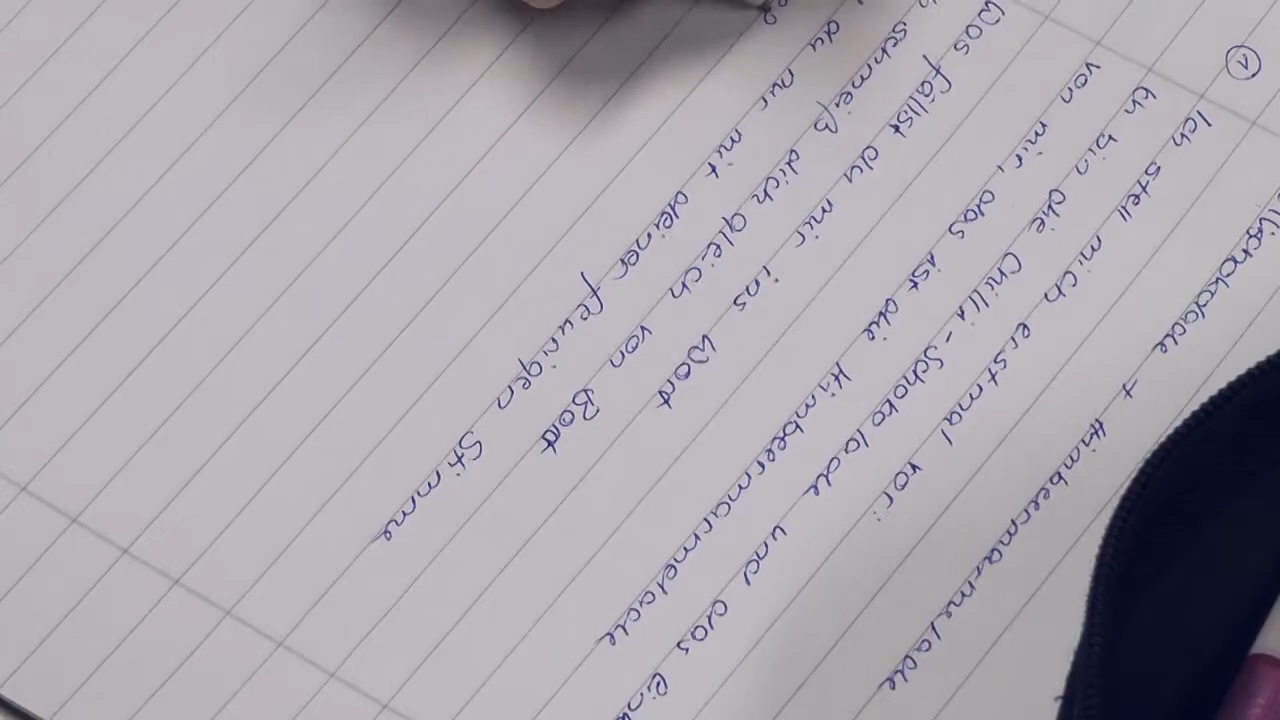 + Himbeermarmelade
①
Ich stell mich erstmal vor:
Ich bin die Chilli-Schokolade und das
von mir, das ist die Himbeermarmelade
Was fällst du mir ins Wort
schmeiß dich gleich von Bord
du nur mit deiner feurigen Stimme